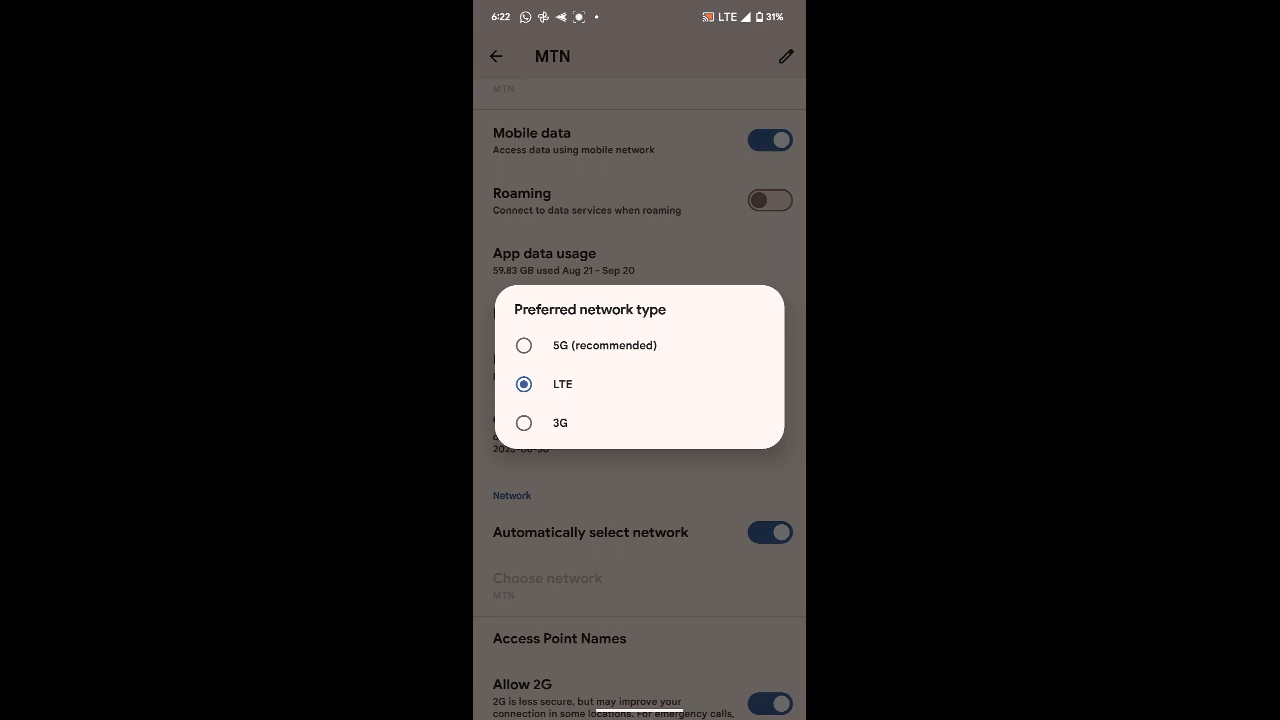 6:22 LTE 31%
MTN
MTN
Mobile data
Access data using mobile network
Roaming
Connect to data services when roaming
App data usage
59.83 GB used Aug 21 – Sep 20
Preferred network type
5G (recommended)
LTE
3G
Network
Automatically select network
Choose network
MTN
Access Point Names
Allow 2G
2G is less secure, but may improve your
connection in some locations. For emergency calls,